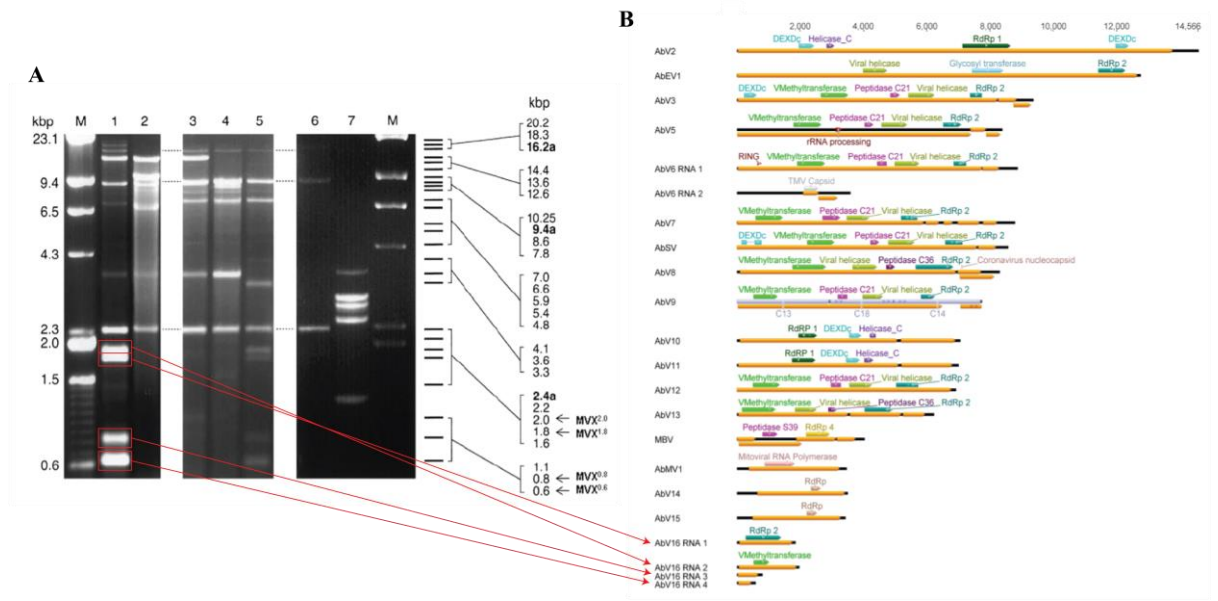 A
kbp M 1 2 3 4 5 6 7 M kbp
23.1
9.4
6.5
4.3
2.3
2.0
1.5
0.6
20.2
18.3
16.2a
14.4
13.6
12.6
10.25
9.4a
8.6
7.8
7.0
6.6
5.9
5.4
4.8
4.1
3.6
3.3
2.4a
2.2
2.0 ← MVX2.0
1.8 ← MVX1.8
1.6
1.1
0.8 ← MVX0.8
0.6 ← MVX0.6
B
2,000 4,000 6,000 8,000 10,000 12,000 14,566
DEXDc Helicase_C RdRp 1 DEXDc
AbV2
Viral helicase Glycosyl transferase RdRp 2
AbEV1
DEXDc VMethyltransferase Peptidase C21 Viral helicase RdRp 2
AbV3
VMethyltransferase Peptidase C21 Viral helicase RdRp 2
AbV5
rRNA processing
RING VMethyltransferase Peptidase C21 Viral helicase RdRp 2
AbV6 RNA 1
TMV Capsid
AbV6 RNA 2
VMethyltransferase Peptidase C21 Viral helicase RdRp 2
AbV7
DEXDc VMethyltransferase Peptidase C21 Viral helicase RdRp 2
AbSV
VMethyltransferase Viral helicase Peptidase C36 RdRp 2 Coronavirus nucleocapsid
AbV8
VMethyltransferase Peptidase C21 Viral helicase RdRp 2
AbV9
C13 C18 C14
RdRP 1 DEXDc Helicase_C
AbV10
RdRP 1 DEXDc Helicase_C
AbV11
VMethyltransferase Peptidase C21 Viral helicase RdRp 2
AbV12
VMethyltransferase Viral helicase Peptidase C36 RdRp 2
AbV13
Peptidase S39 RdRp 4
MBV
Mitoviral RNA Polymerase
AbMV1
RdRp
AbV14
RdRp
AbV15
RdRp 2
AbV16 RNA 1
VMethyltransferase
AbV16 RNA 2
AbV16 RNA 3
AbV16 RNA 4